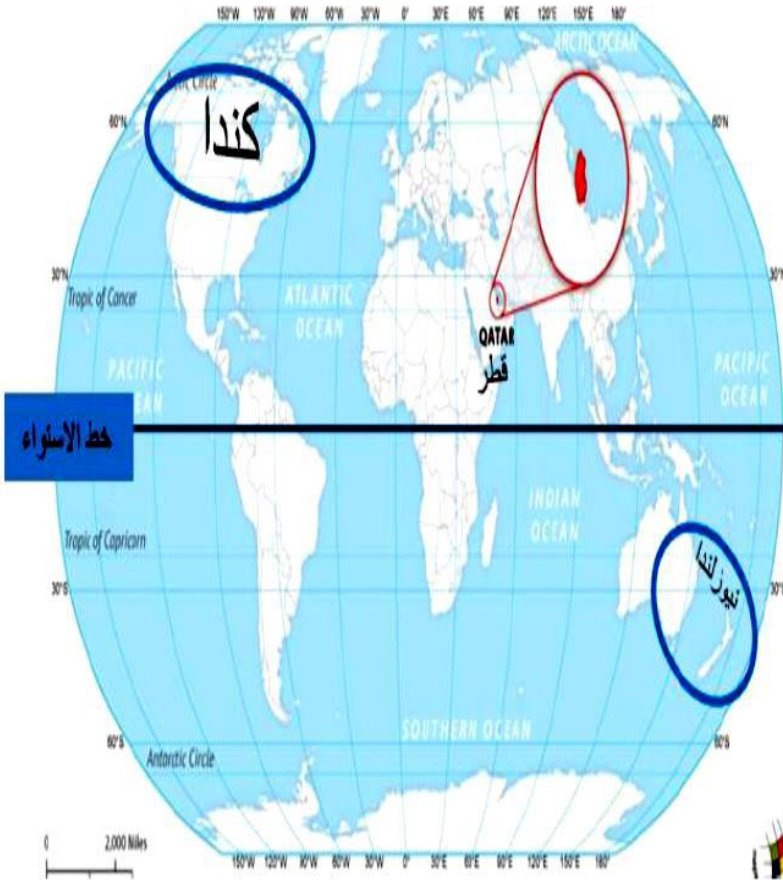 150°W 120°W 90°W 60°W 30°W 0° 30°E 60°E 90°E 120°E 150°E 180°
ARCTIC OCEAN
Arctic Circle
كندا
60°N
60°N
30°N
30°N
Tropic of Cancer
ATLANTIC
OCEAN
QATAR
قطر
PACIFIC
EAN
PACIFIC
OCEAN
خط الاستواء
INDIAN
OCEAN
Tropic of Capricorn
نيوزلندا
30°S
30°S
SOUTHERN OCEAN
60°S
60°S
Antarctic Circle
0 2,000 Miles
150°W 120°W 90°W 60°W 30°W 0° 30°E 60°E 90°E 120°E 150°E 180°